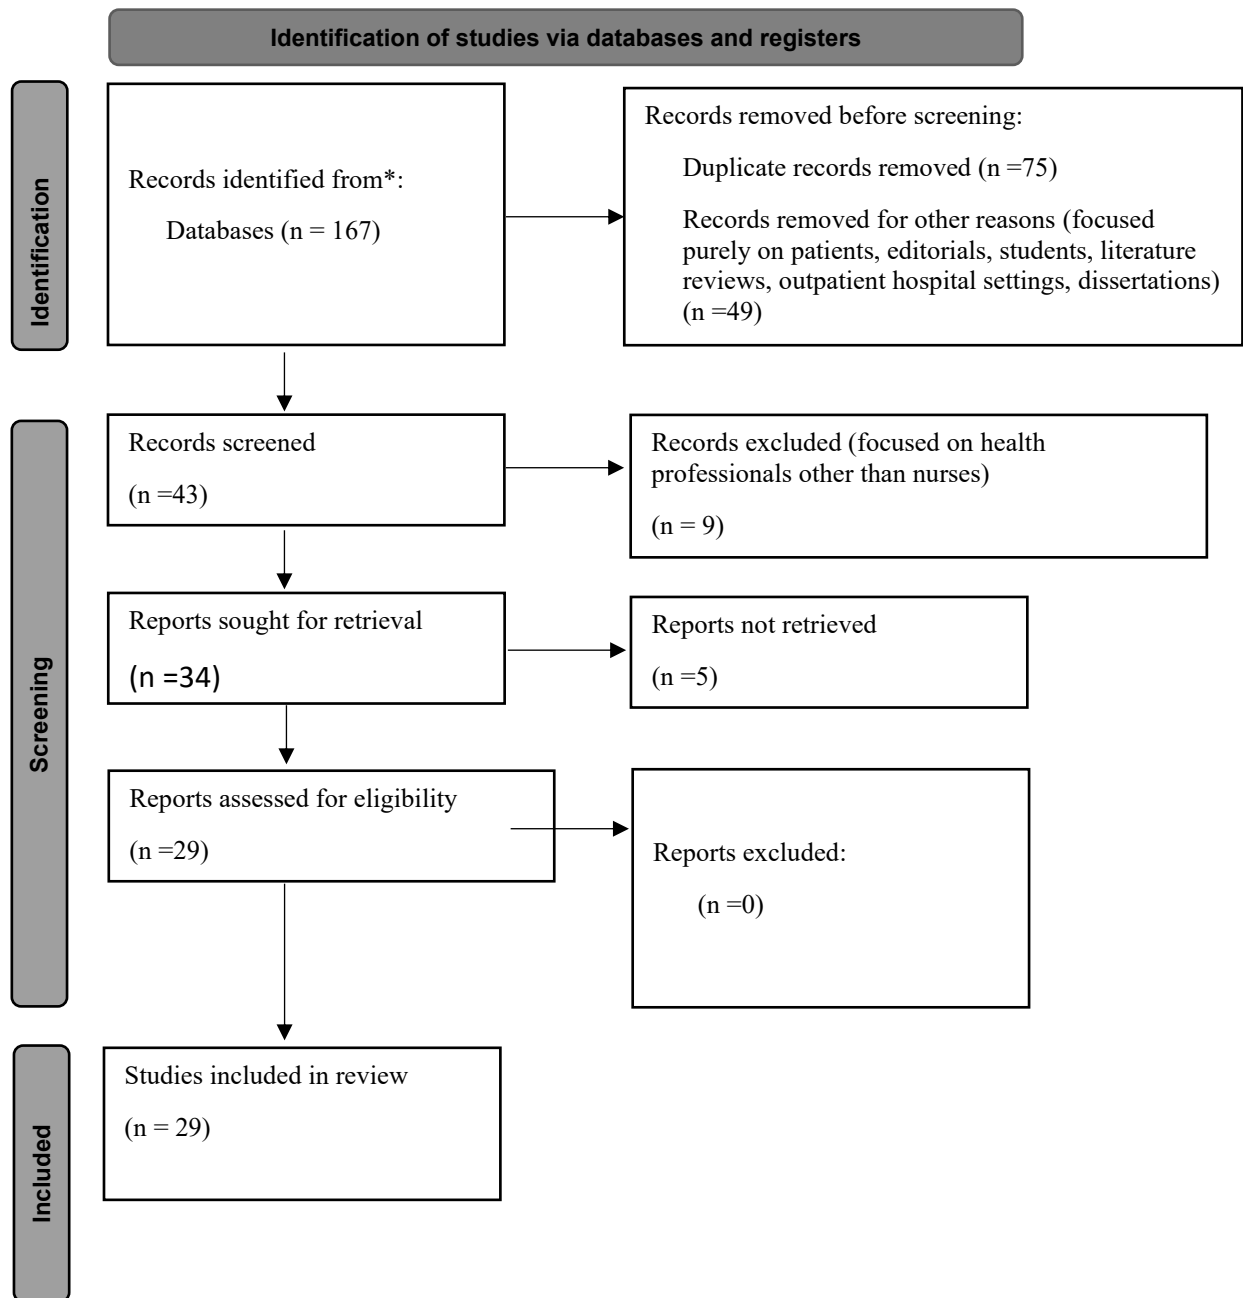 Identification of studies via databases and registers
Identification
Records identified from*:
Databases (n = 167)
Records removed before screening:
Duplicate records removed (n =75)
Records removed for other reasons (focused
purely on patients, editorials, students, literature
reviews, outpatient hospital settings, dissertations)
(n =49)
Screening
Records screened
(n =43)
Records excluded (focused on health
professionals other than nurses)
(n = 9)
Reports sought for retrieval
(n =34)
Reports not retrieved
(n =5)
Reports assessed for eligibility
(n =29)
Reports excluded:
(n =0)
Included
Studies included in review
(n = 29)